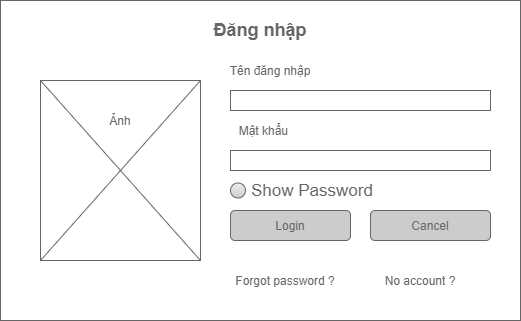 Đăng nhập
Tên đăng nhập
Ảnh
Mật khẩu
Show Password
Login
Cancel
Forgot password ?
No account ?